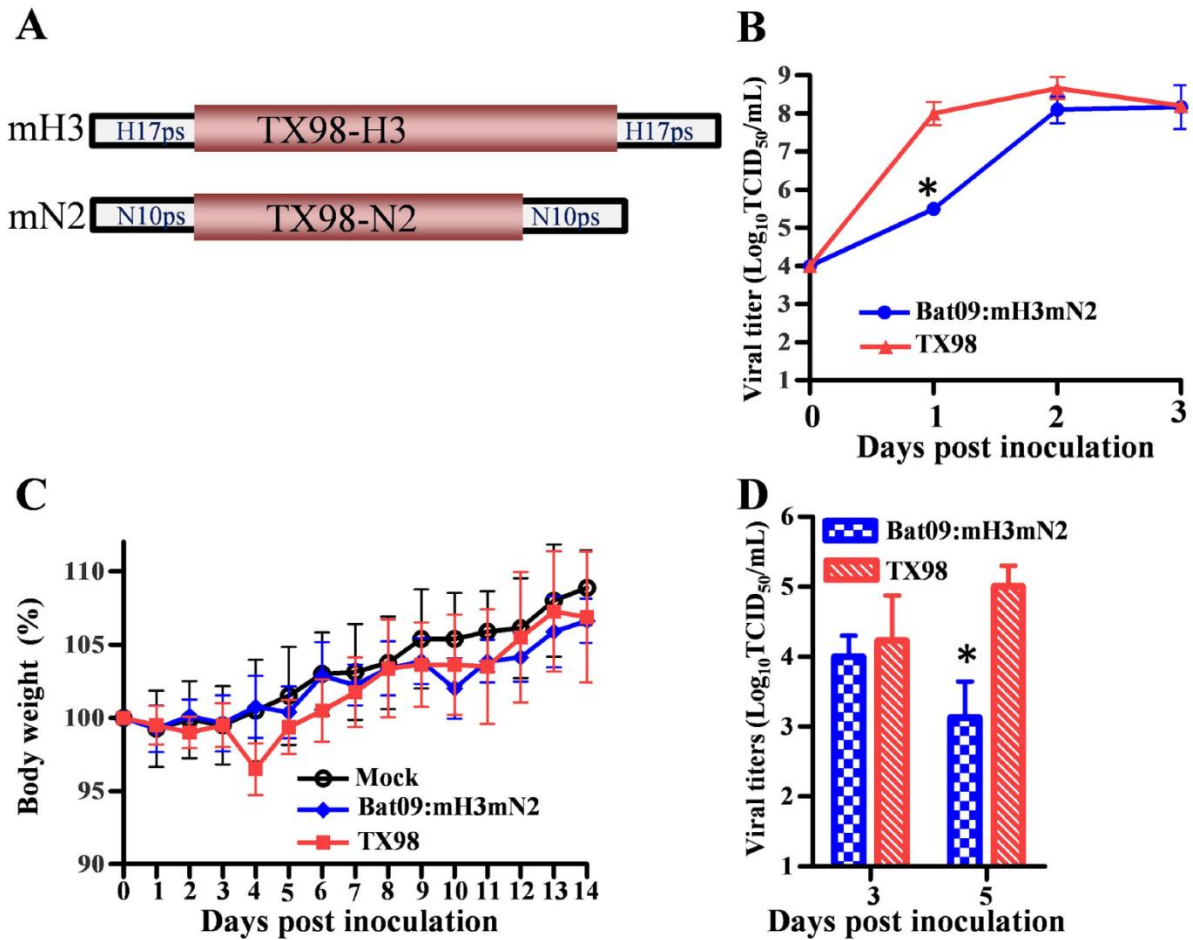 A
mH3 H17ps TX98-H3 H17ps
mN2 N10ps TX98-N2 N10ps
B
Viral titer (Log10TCID50/mL)
9
8
7
6
5
4
3
2
1
*
Bat09:mH3mN2
TX98
0 1 2 3
Days post inoculation
C
Body weight (%)
110
105
100
95
90
Mock
Bat09:mH3mN2
TX98
0 1 2 3 4 5 6 7 8 9 10 11 12 13 14
Days post inoculation
D
Viral titers (Log10TCID50/mL)
6
5
4
3
2
1
Bat09:mH3mN2
TX98
*
3 5
Days post inoculation